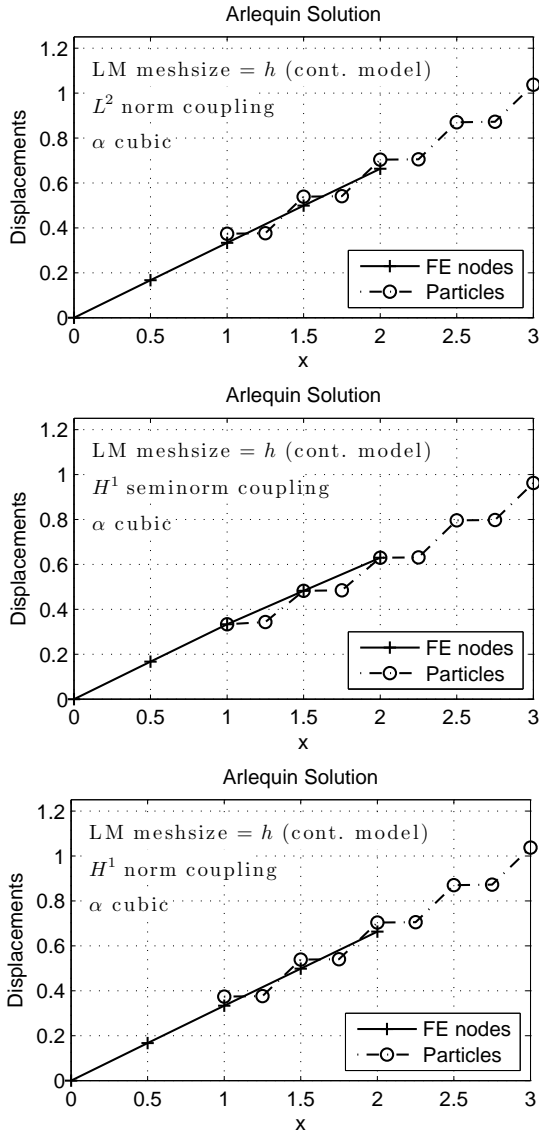 Arlequin Solution
1.2
1
0.8
0.6
0.4
0.2
0
Displacements
LM meshsize = h (cont. model)
L² norm coupling
α cubic
FE nodes
Particles
0 0.5 1 1.5 2 2.5 3
x
Arlequin Solution
1.2
1
0.8
0.6
0.4
0.2
0
Displacements
LM meshsize = h (cont. model)
H¹ seminorm coupling
α cubic
FE nodes
Particles
0 0.5 1 1.5 2 2.5 3
x
Arlequin Solution
1.2
1
0.8
0.6
0.4
0.2
0
Displacements
LM meshsize = h (cont. model)
H¹ norm coupling
α cubic
FE nodes
Particles
0 0.5 1 1.5 2 2.5 3
x